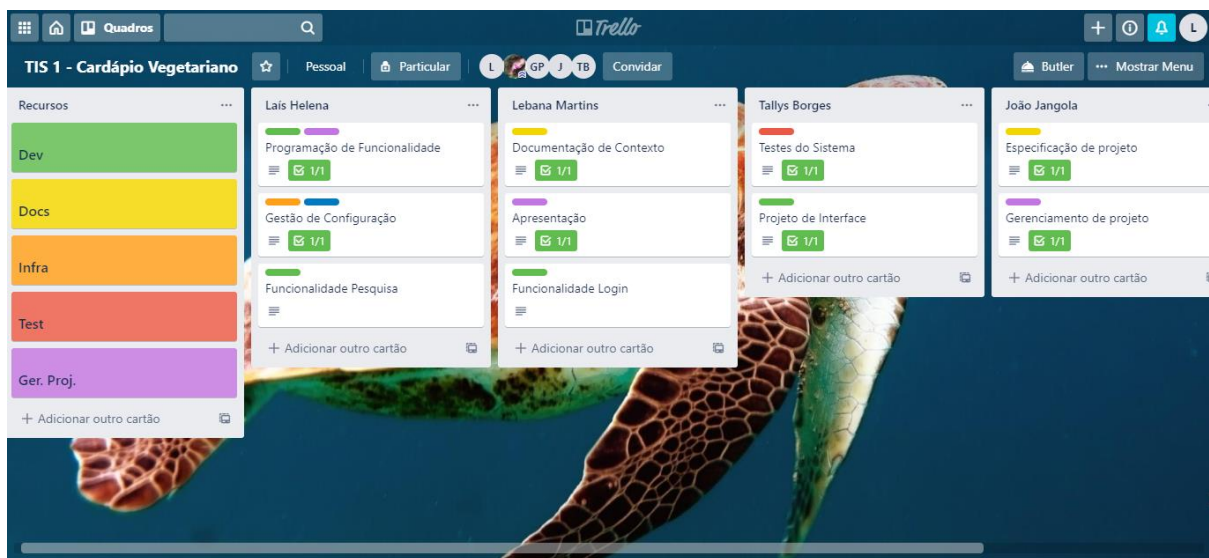 Quadros
Trello
L
TIS 1 - Cardápio Vegetariano
Pessoal
Particular
L
GP
J
TB
Convidar
Butler
Mostrar Menu
Recursos
Dev
Docs
Infra
Test
Ger. Proj.
+ Adicionar outro cartão
Laís Helena
Programação de Funcionalidade
1/1
Gestão de Configuração
1/1
Funcionalidade Pesquisa
+ Adicionar outro cartão
Lebana Martins
Documentação de Contexto
1/1
Apresentação
1/1
Funcionalidade Login
+ Adicionar outro cartão
Tallys Borges
Testes do Sistema
1/1
Projeto de Interface
1/1
+ Adicionar outro cartão
João Jangola
Especificação de projeto
1/1
Gerenciamento de projeto
1/1
+ Adicionar outro cartão